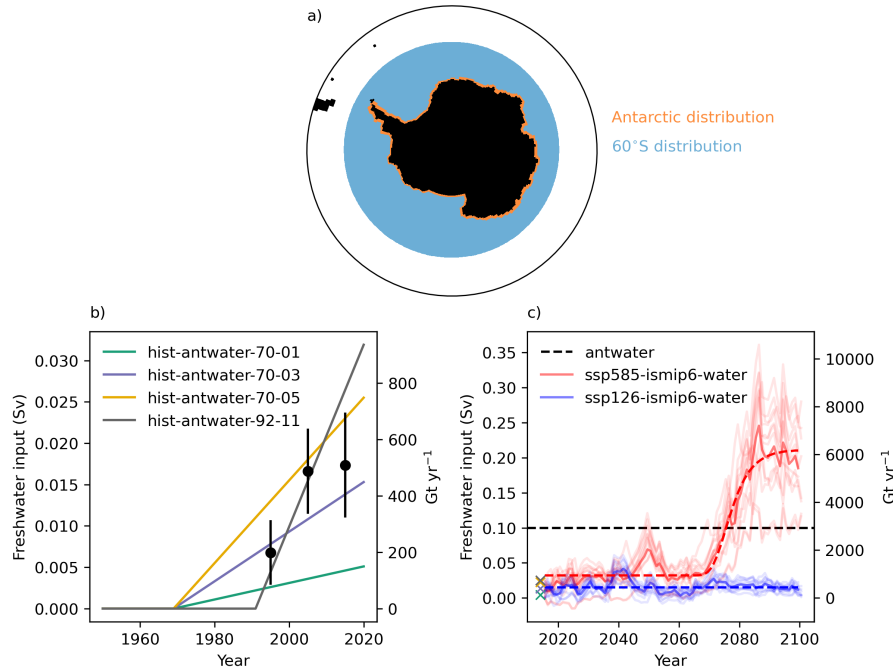 a)
Antarctic distribution
60°S distribution
b)
hist-antwater-70-01
hist-antwater-70-03
hist-antwater-70-05
hist-antwater-92-11
0.030
0.025
0.020
0.015
0.010
0.005
0.000
Freshwater input (Sv)
800
600
400
200
0
Gt yr⁻¹
1960
1980
2000
2020
Year
c)
antwater
ssp585-ismip6-water
ssp126-ismip6-water
0.35
0.30
0.25
0.20
0.15
0.10
0.05
0.00
Freshwater input (Sv)
10000
8000
6000
4000
2000
0
Gt yr⁻¹
2020
2040
2060
2080
2100
Year